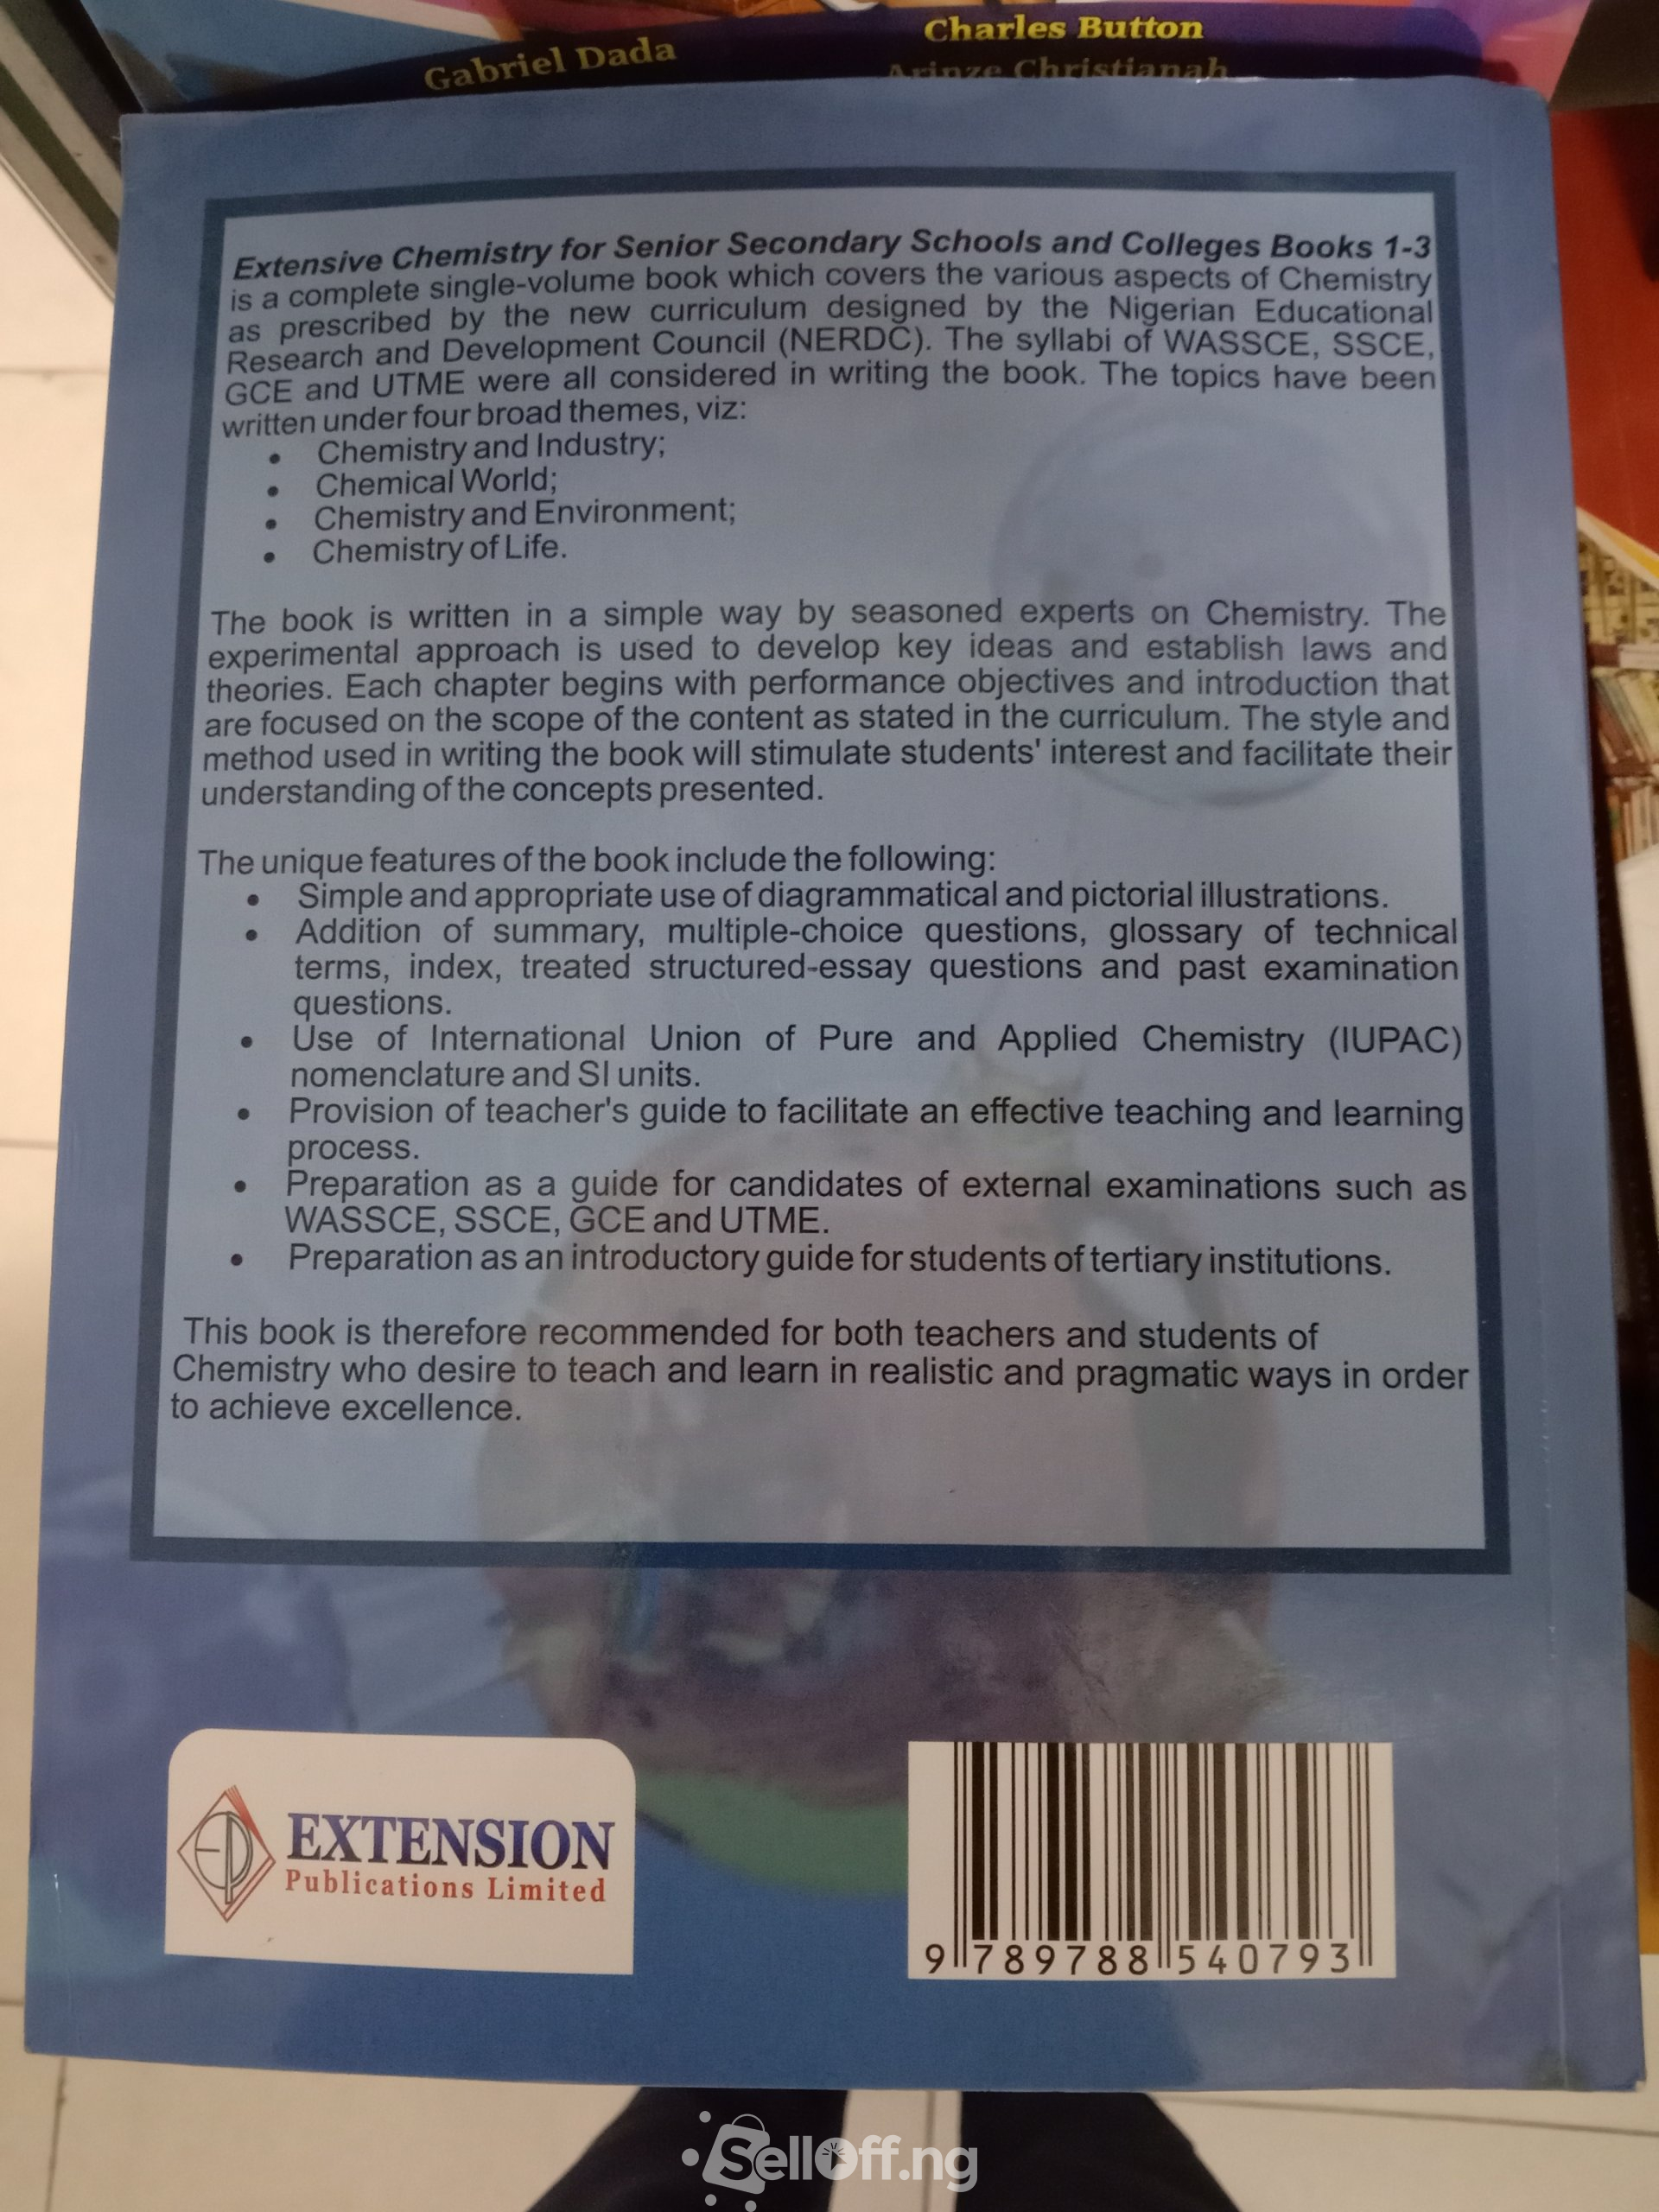 Gabriel Dada
Charles Button
Arinze Christianah
Extensive Chemistry for Senior Secondary Schools and Colleges Books 1-3
is a complete single-volume book which covers the various aspects of Chemistry
as prescribed by the new curriculum designed by the Nigerian Educational
Research and Development Council (NERDC). The syllabi of WASSCE, SSCE,
GCE and UTME were all considered in writing the book. The topics have been
written under four broad themes, viz:
• Chemistry and Industry;
• Chemical World;
• Chemistry and Environment;
• Chemistry of Life.
The book is written in a simple way by seasoned experts on Chemistry. The
experimental approach is used to develop key ideas and establish laws and
theories. Each chapter begins with performance objectives and introduction that
are focused on the scope of the content as stated in the curriculum. The style and
method used in writing the book will stimulate students' interest and facilitate their
understanding of the concepts presented.
The unique features of the book include the following:
• Simple and appropriate use of diagrammatical and pictorial illustrations.
• Addition of summary, multiple-choice questions, glossary of technical
terms, index, treated structured-essay questions and past examination
questions.
• Use of International Union of Pure and Applied Chemistry (IUPAC)
nomenclature and SI units.
• Provision of teacher's guide to facilitate an effective teaching and learning
process.
• Preparation as a guide for candidates of external examinations such as
WASSCE, SSCE, GCE and UTME.
• Preparation as an introductory guide for students of tertiary institutions.
This book is therefore recommended for both teachers and students of
Chemistry who desire to teach and learn in realistic and pragmatic ways in order
to achieve excellence.
EP
EXTENSION
Publications Limited
9 789788 540793
SellOff.ng